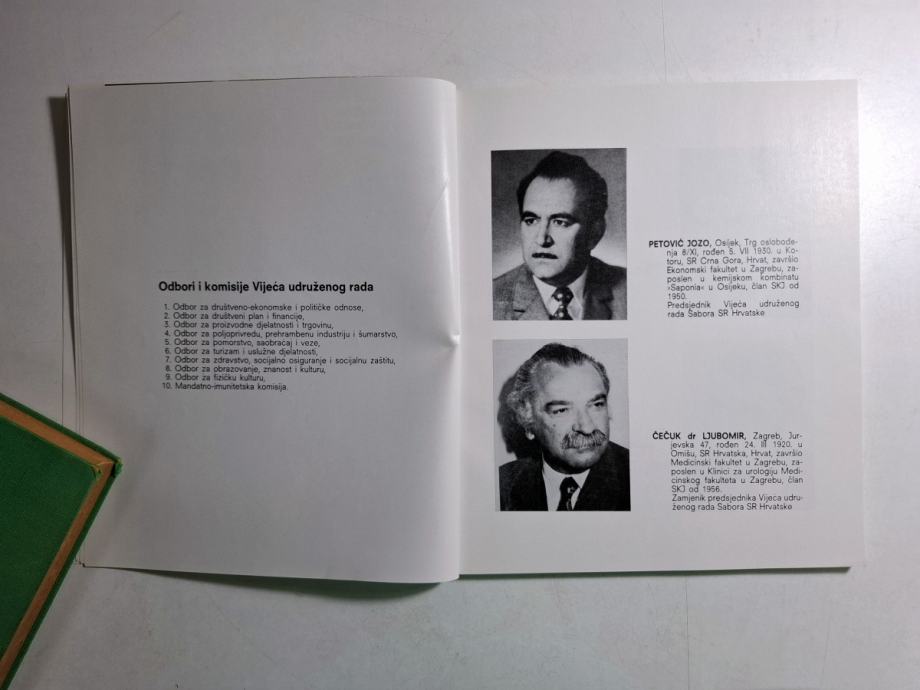 Odbori i komisije Vijeća udruženog rada
1. Odbor za društveno-ekonomske i političke odnose,
2. Odbor za društveni plan i financije,
3. Odbor za proizvodne djelatnosti i trgovinu,
4. Odbor za poljoprivredu, prehrambenu industriju i šumarstvo,
5. Odbor za pomorstvo, saobraćaj i veze,
6. Odbor za turizam i uslužne djelatnosti,
7. Odbor za zdravstvo, socijalno osiguranje i socijalnu zaštitu,
8. Odbor za obrazovanje, znanost i kulturu,
9. Odbor za fizičku kulturu,
10. Mandatno-imunitetska komisija.
PETOVIĆ JOZO, Osijek, Trg oslobođe-
nja 8/XI, rođen 5. VII 1930. u Ko-
toru, SR Crna Gora, Hrvat, završio
Ekonomski fakultet u Zagrebu, za-
poslen u kemijskom kombinatu
»Saponia« u Osijeku, član SKJ od
1950.
Predsjednik Vijeća udruženog
rada Sabora SR Hrvatske
ČEČUK dr LJUBOMIR, Zagreb, Jur-
jevska 47, rođen 24. III 1920. u
Omišu, SR Hrvatska, Hrvat, završio
Medicinski fakultet u Zagrebu, za-
poslen u Klinici za urologiju Medi-
cinskog fakulteta u Zagrebu, član
SKJ od 1956.
Zamjenik predsjednika Vijeća udru-
ženog rada Sabora SR Hrvatske